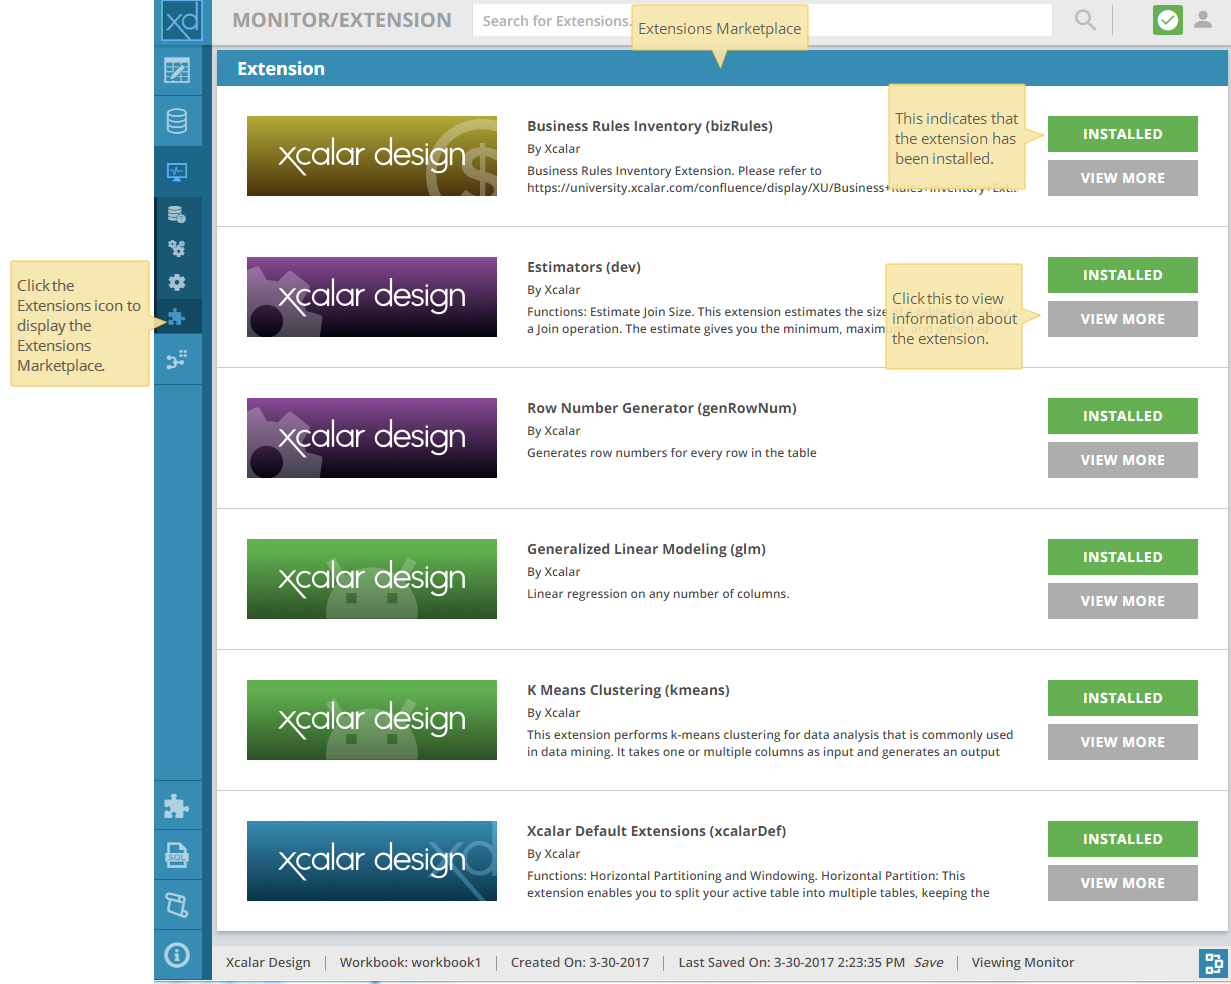 xd
MONITOR/EXTENSION
Search for Extensions.
Extensions Marketplace
Extension
xcalar design
Business Rules Inventory (bizRules)
By Xcalar
Business Rules Inventory Extension. Please refer to
https://university.xcalar.com/confluence/display/XU/Business+Rules+Inventory+Ext...
This indicates that
the extension has
been installed.
INSTALLED
VIEW MORE
Click the
Extensions icon to
display the
Extensions
Marketplace.
xcalar design
Estimators (dev)
By Xcalar
Functions: Estimate Join Size. This extension estimates the size of a table created by
a Join operation. The estimate gives you the minimum, maximum, and expected
Click this to view
information about
the extension.
INSTALLED
VIEW MORE
xcalar design
Row Number Generator (genRowNum)
By Xcalar
Generates row numbers for every row in the table
INSTALLED
VIEW MORE
xcalar design
Generalized Linear Modeling (glm)
By Xcalar
Linear regression on any number of columns.
INSTALLED
VIEW MORE
xcalar design
K Means Clustering (kmeans)
By Xcalar
This extension performs k-means clustering for data analysis that is commonly used
in data mining. It takes one or multiple columns as input and generates an output
INSTALLED
VIEW MORE
xcalar design
xd
Xcalar Default Extensions (xcalarDef)
By Xcalar
Functions: Horizontal Partitioning and Windowing. Horizontal Partition: This
extension enables you to split your active table into multiple tables, keeping the
INSTALLED
VIEW MORE
SQL
Xcalar Design | Workbook: workbook1 | Created On: 3-30-2017 | Last Saved On: 3-30-2017 2:23:35 PM Save | Viewing Monitor